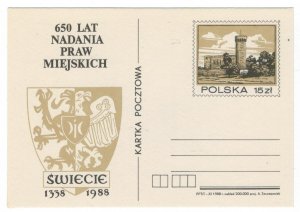 650 LAT
NADANIA
PRAW
MIEJSKICH
ŚWIECIE
1338 1988
KARTKA POCZTOWA
POLSKA 15 zł